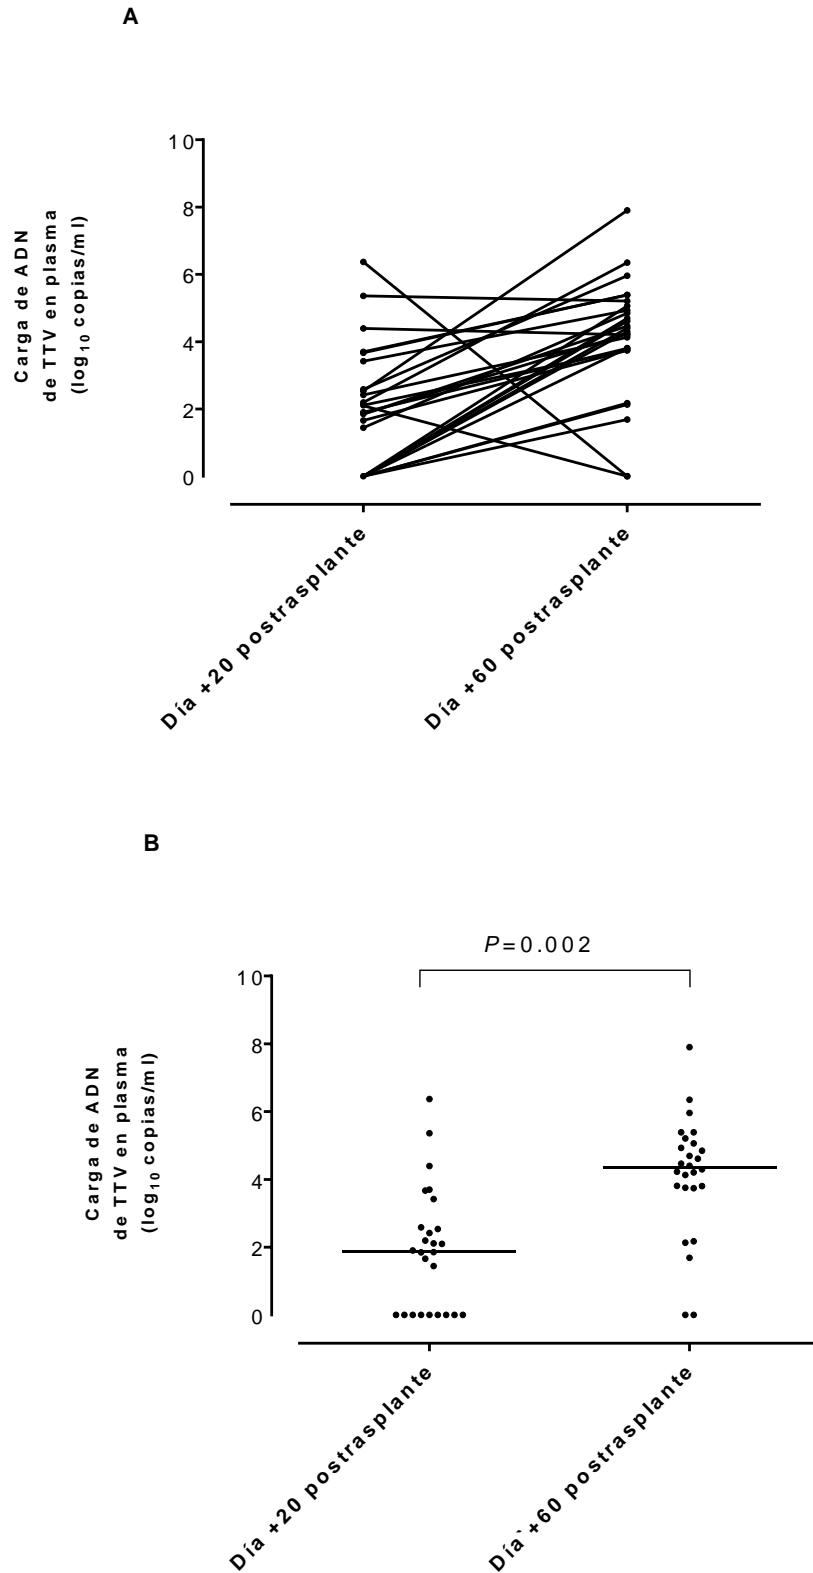 A
10
8
6
4
2
0
Carga de ADN
de TTV en plasma
(log10 copias/ml)
Día +20 postrasplante
Día +60 postrasplante
B
P=0.002
10
8
6
4
2
0
Carga de ADN
de TTV en plasma
(log10 copias/ml)
Día +20 postrasplante
Día +60 postrasplante